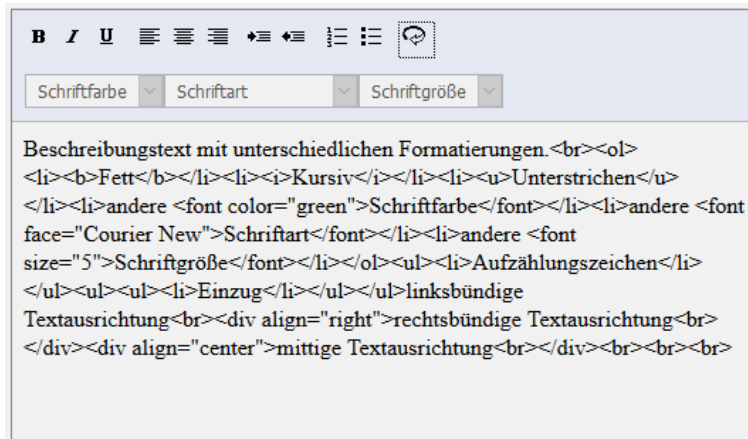 B I U
Schriftfarbe Schriftart Schriftgröße
Beschreibungstext mit unterschiedlichen Formatierungen.<br><ol>
<li><b>Fett</b></li><li><i>Kursiv</i></li><li><u>Unterstrichen</u>
</li><li>andere <font color="green">Schriftfarbe</font></li><li>andere <font
face="Courier New">Schriftart</font></li><li>andere <font
size="5">Schriftgröße</font></li></ol><ul><li>Aufzählungszeichen</li>
</ul><ul><ul><li>Einzug</li></ul></ul>linksbündige
Textausrichtung<br><div align="right">rechtsbündige Textausrichtung<br>
</div><div align="center">mittige Textausrichtung<br></div><br><br><br>